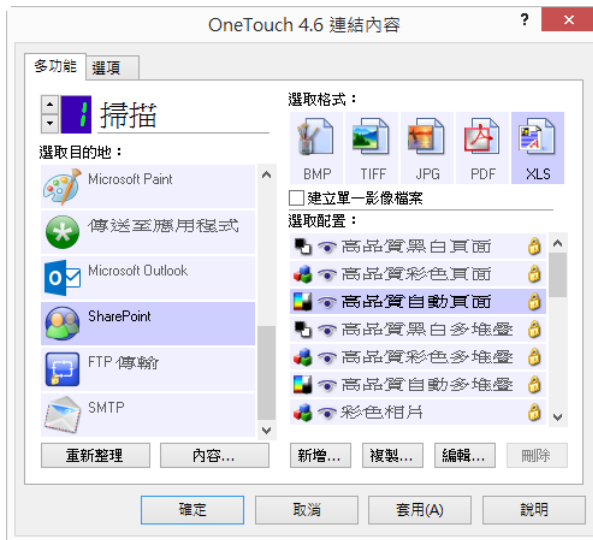 OneTouch 4.6 連結內容
? ×
多功能 選項
1 掃描
選取目的地：
Microsoft Paint
傳送至應用程式
Microsoft Outlook
SharePoint
FTP 傳輸
SMTP
重新整理 內容...
選取格式：
BMP TIFF JPG PDF XLS
建立單一影像檔案
選取配置：
高品質黑白頁面
高品質彩色頁面
高品質自動頁面
高品質黑白多堆疊
高品質彩色多堆疊
高品質自動多堆疊
彩色相片
新增... 複製... 編輯... 刪除
確定 取消 套用(A) 說明